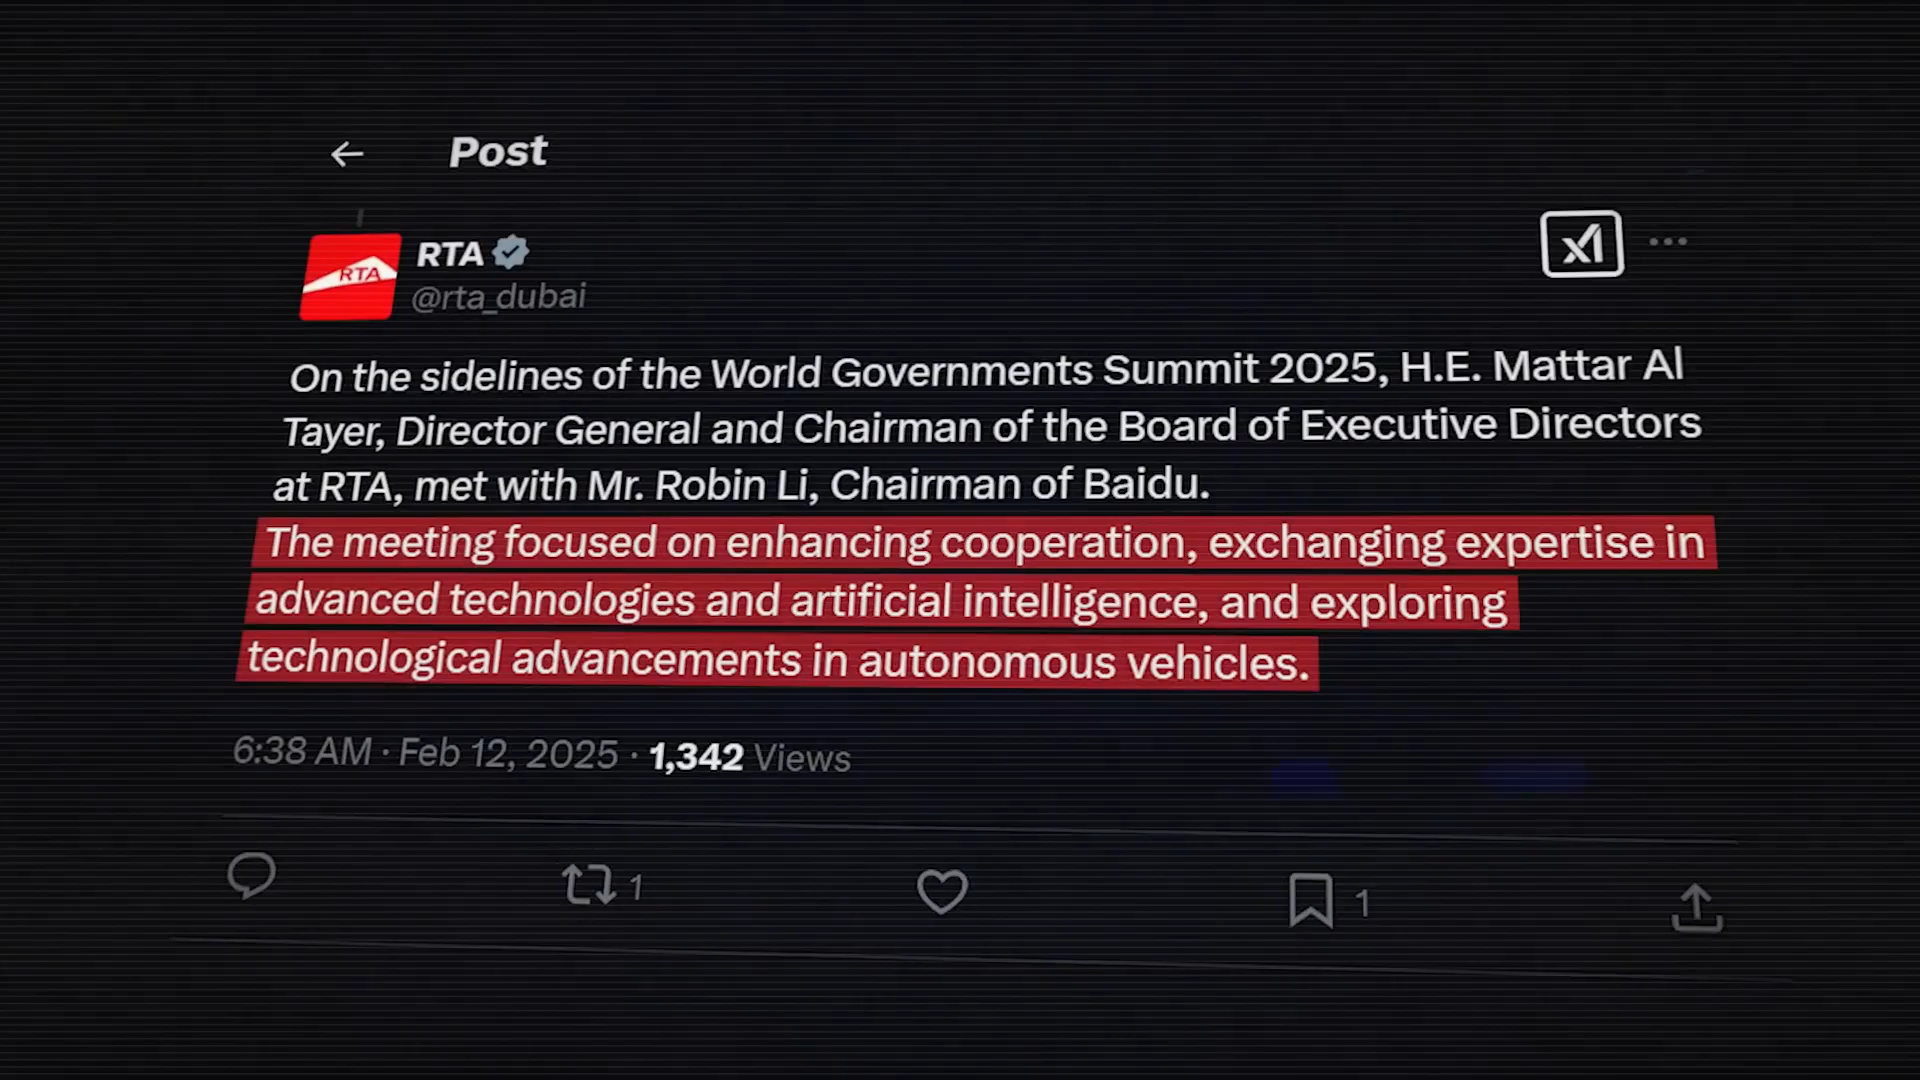 Post
RTA
RTA
@rta_dubai
On the sidelines of the World Governments Summit 2025, H.E. Mattar Al
Tayer, Director General and Chairman of the Board of Executive Directors
at RTA, met with Mr. Robin Li, Chairman of Baidu.
The meeting focused on enhancing cooperation, exchanging expertise in
advanced technologies and artificial intelligence, and exploring
technological advancements in autonomous vehicles.
6:38 AM · Feb 12, 2025 · 1,342 Views
1
1